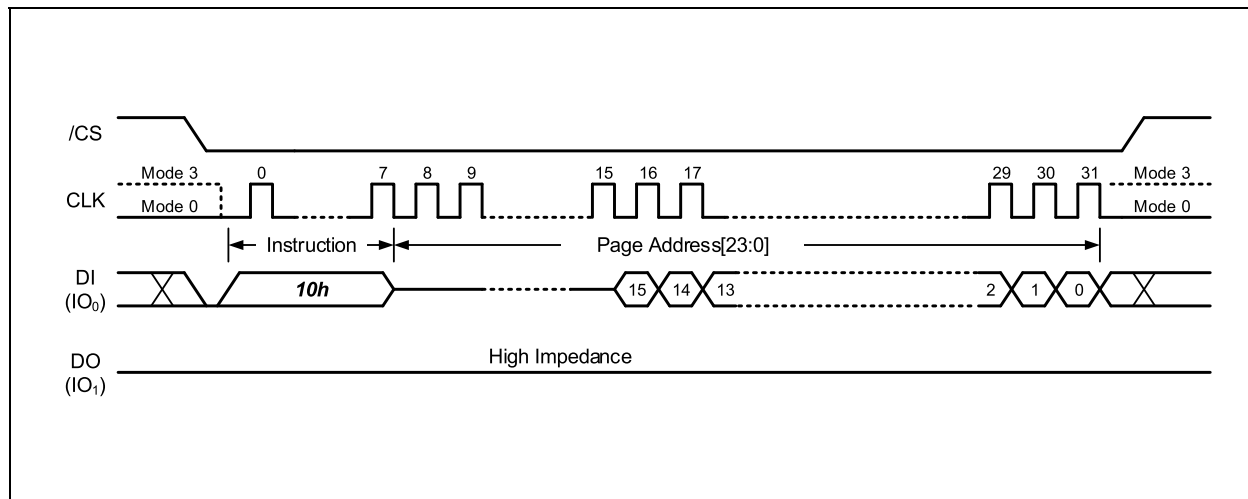 /CS
Mode 3 0 7 8 9 15 16 17 29 30 31 Mode 3
CLK
Mode 0 Mode 0
Instruction Page Address[23:0]
DI
(IO₀)
10h 15 14 13 2 1 0
High Impedance
DO
(IO₁)